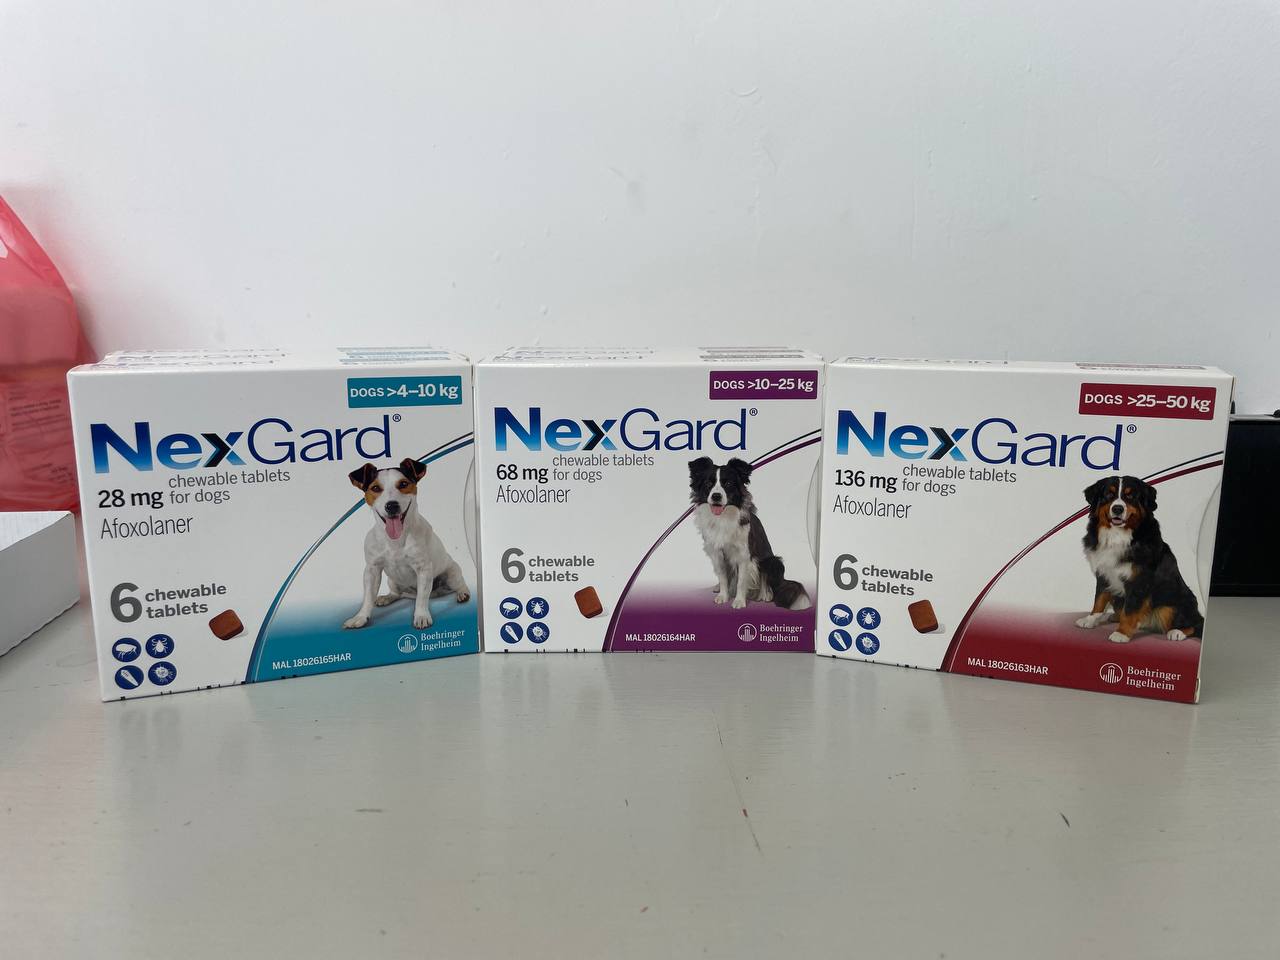 DOGS >4–10 kg
NexGard®
28 mg chewable tablets
for dogs
Afoxolaner
6 chewable
tablets
MAL 18026165HAR
Boehringer
Ingelheim
DOGS >10–25 kg
NexGard®
68 mg chewable tablets
for dogs
Afoxolaner
6 chewable
tablets
MAL 18026164HAR
Boehringer
Ingelheim
DOGS >25–50 kg
NexGard®
136 mg chewable tablets
for dogs
Afoxolaner
6 chewable
tablets
MAL 18026163HAR
Boehringer
Ingelheim